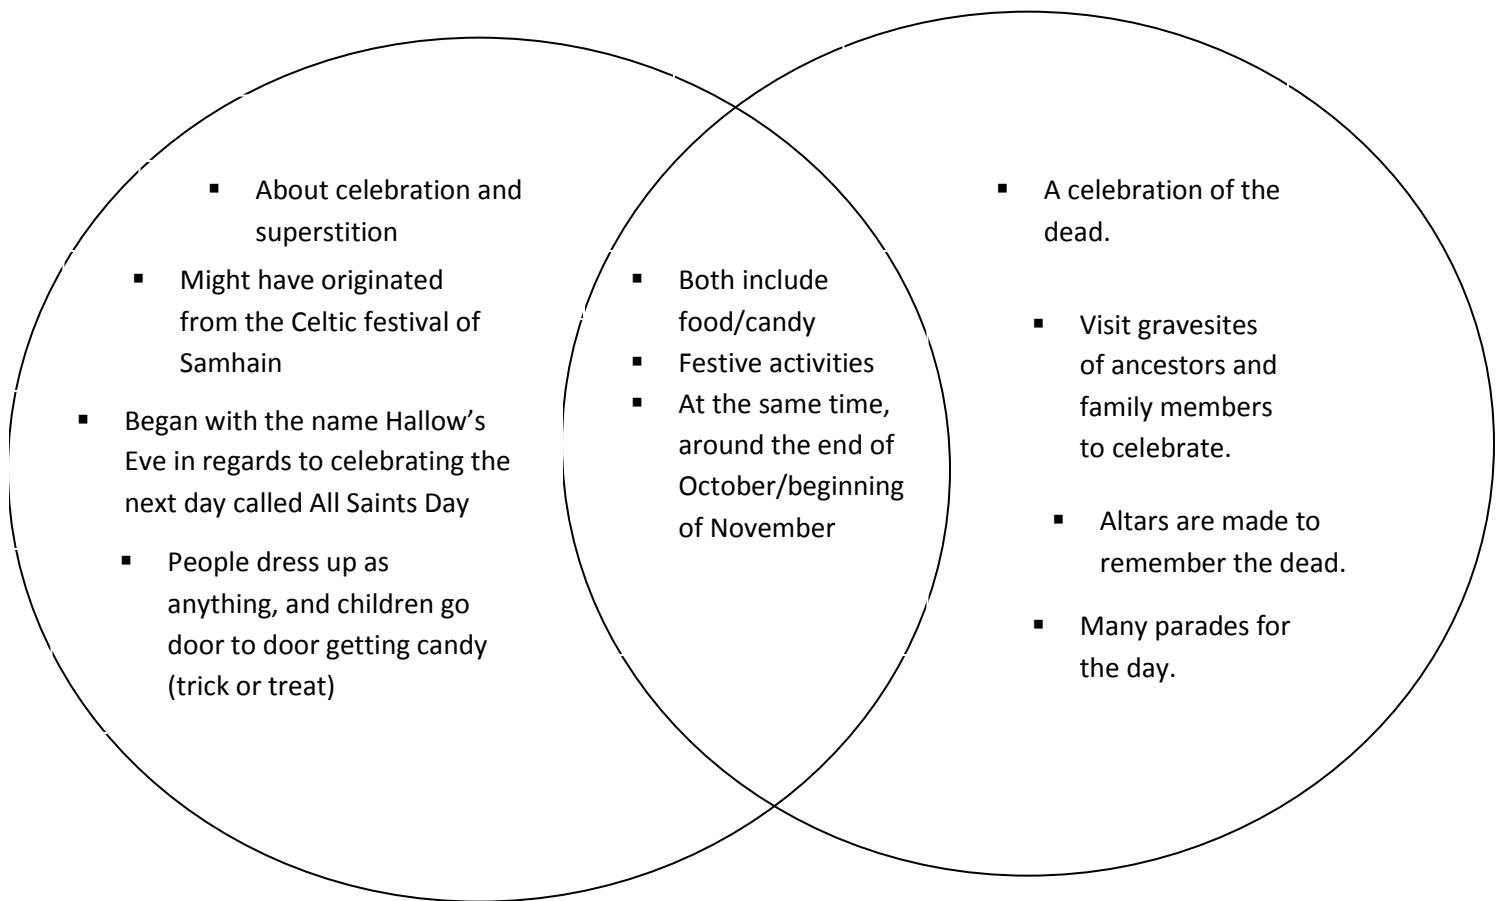 ▪ About celebration and
superstition
▪ Might have originated
from the Celtic festival of
Samhain
▪ Began with the name Hallow’s
Eve in regards to celebrating the
next day called All Saints Day
▪ People dress up as
anything, and children go
door to door getting candy
(trick or treat)
▪ Both include
food/candy
▪ Festive activities
▪ At the same time,
around the end of
October/beginning
of November
▪ A celebration of the
dead.
▪ Visit gravesites
of ancestors and
family members
to celebrate.
▪ Altars are made to
remember the dead.
▪ Many parades for
the day.